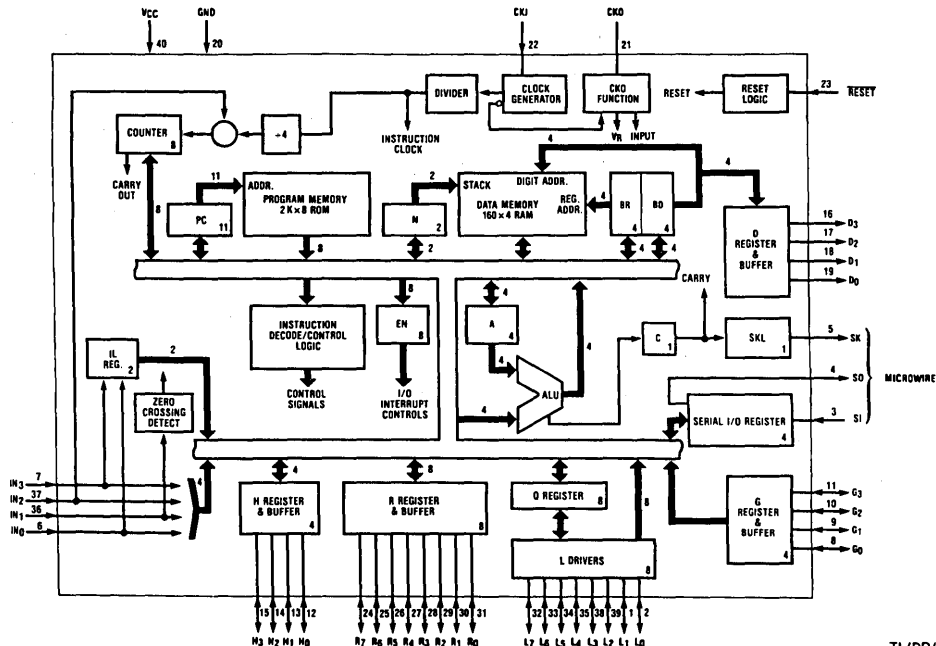 VCC GND CKI CKO
40 20 22 21
DIVIDER
CLOCK
GENERATOR
CKO
FUNCTION
RESET
RESET
LOGIC
23 RESET
COUNTER
8
÷4
INSTRUCTION
CLOCK
VR INPUT
CARRY
OUT
8
11
ADDR.
PROGRAM MEMORY
2 K × 8 ROM
PC
11
8
2
STACK
DIGIT ADDR.
DATA MEMORY
160 × 4 RAM
REG.
ADDR.
N
2
2
4
4
BR BD
4 4
4 4
4
D
REGISTER
&
BUFFER
16 D3
17 D2
18 D1
19 D0
INSTRUCTION
DECODE/CONTROL
LOGIC
CONTROL
SIGNALS
8
EN
8
I/O
INTERRUPT
CONTROLS
4
A
4
4
4
ALU
4
CARRY
C
1
SKL
1
5 SK
4 SO
3 SI
MICROWIRE
SERIAL I/O REGISTER
4
IL
REG.
2
2
ZERO
CROSSING
DETECT
IN3 7
IN2 37
IN1 36
IN0 6
4
4
H REGISTER
& BUFFER
4
8
R REGISTER
& BUFFER
8
Q REGISTER
8
8
L DRIVERS
8
G
REGISTER
&
BUFFER
4
11 G3
10 G2
9 G1
8 G0
15 14 13 12
24 25 26 27 28 29 30 31
32 33 34 35 38 39 1 2
H3 H2 H1 H0
R7 R6 R5 R4 R3 R2 R1 R0
L7 L6 L5 L4 L3 L2 L1 L0